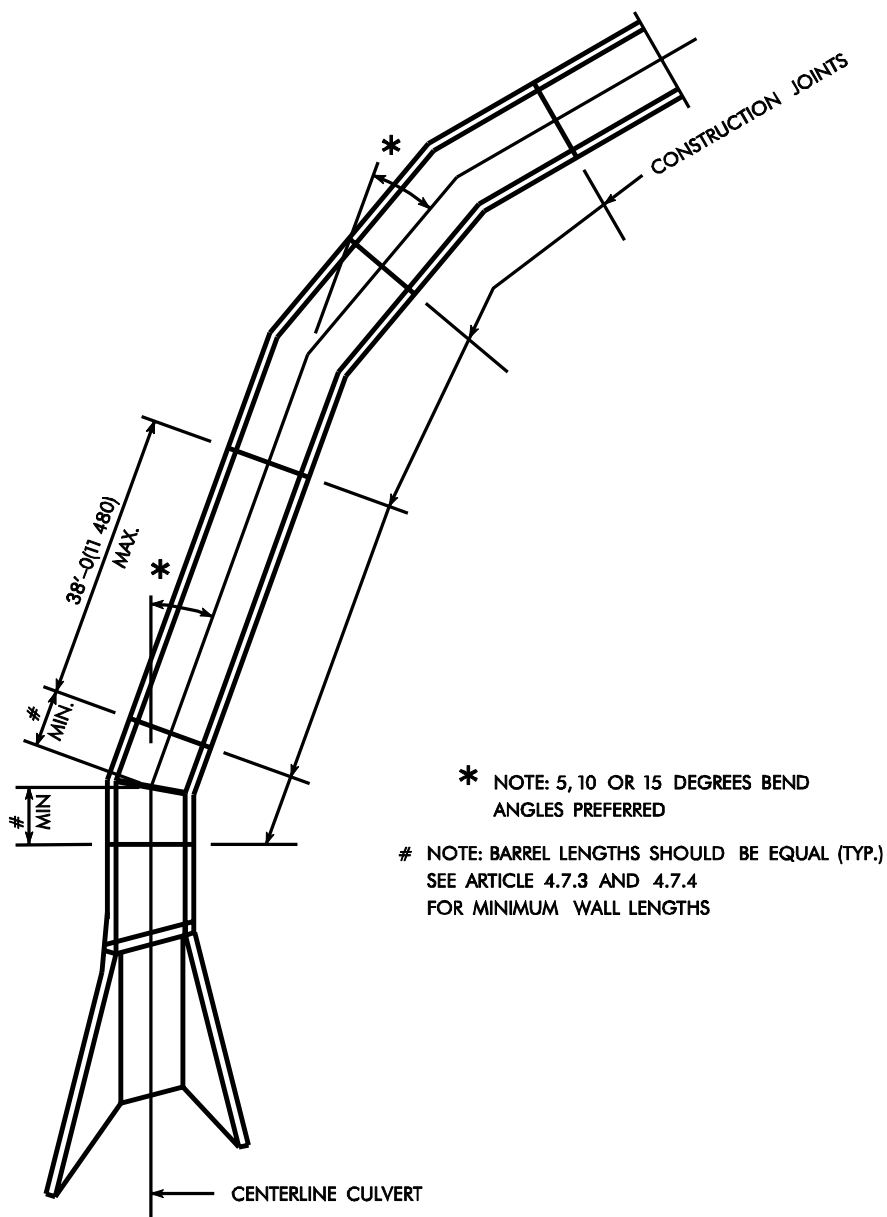 *
CONSTRUCTION JOINTS
38'-0(11 480)
MAX.
*
#
MIN.
#
MIN
* NOTE: 5, 10 OR 15 DEGREES BEND
ANGLES PREFERRED
# NOTE: BARREL LENGTHS SHOULD BE EQUAL (TYP.)
SEE ARTICLE 4.7.3 AND 4.7.4
FOR MINIMUM WALL LENGTHS
CENTERLINE CULVERT